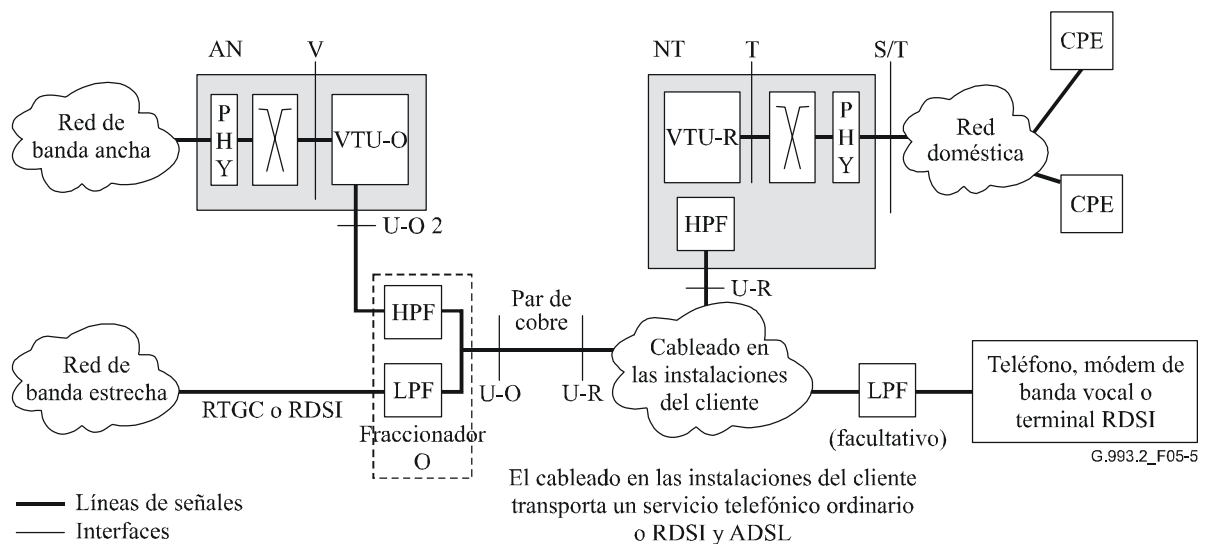 AN
V
NT
T
S/T
CPE
Red de
banda ancha
P
H
Y
VTU-O
VTU-R
P
H
Y
Red
doméstica
CPE
HPF
U-O 2
U-R
HPF
Par de
cobre
Red de
banda estrecha
Cableado en
las instalaciones
del cliente
Teléfono, módem de
banda vocal o
terminal RDSI
LPF
LPF
U-O
U-R
RTGC o RDSI
(facultativo)
Fraccionador
O
G.993.2_F05-5
El cableado en las instalaciones del cliente
transporta un servicio telefónico ordinario
o RDSI y ADSL
Líneas de señales
Interfaces